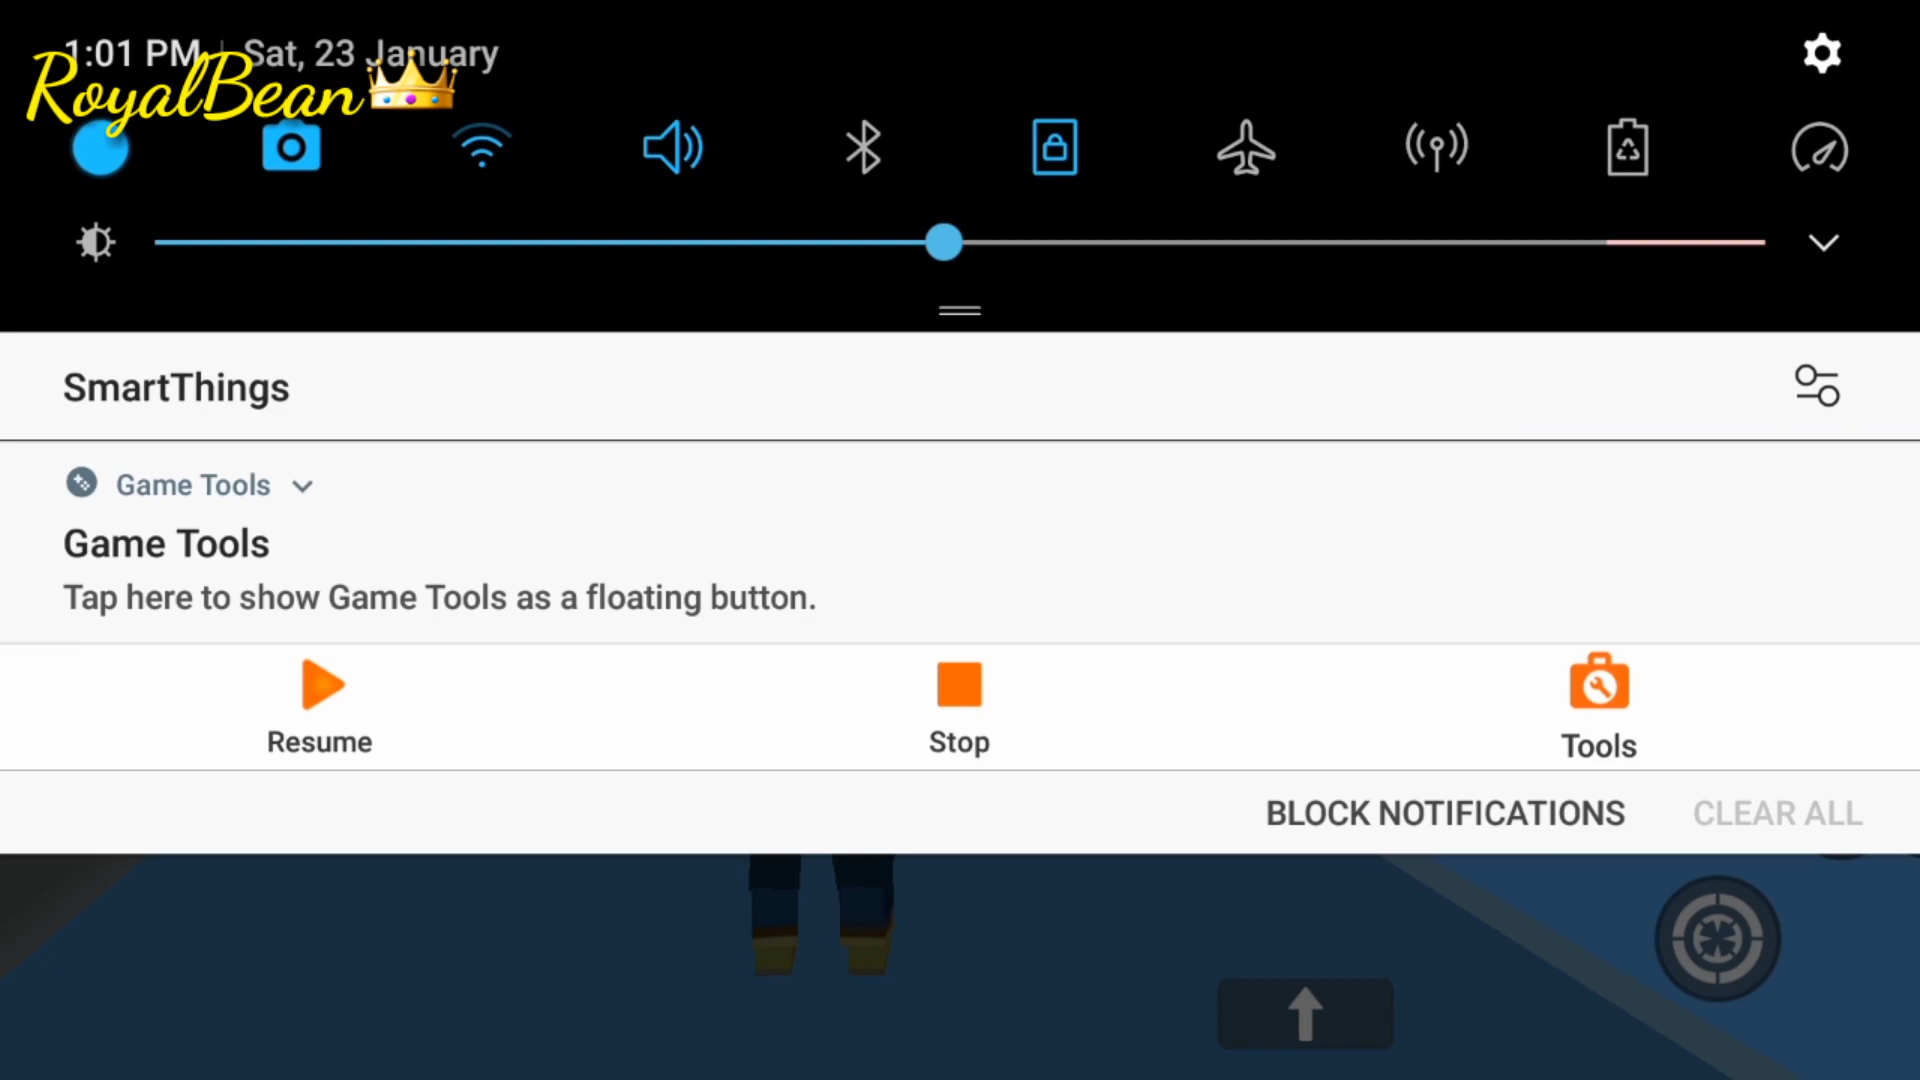 1:01 PM | Sat, 23 January
RoyalBean
SmartThings
Game Tools
Game Tools
Tap here to show Game Tools as a floating button.
Resume
Stop
Tools
BLOCK NOTIFICATIONS
CLEAR ALL